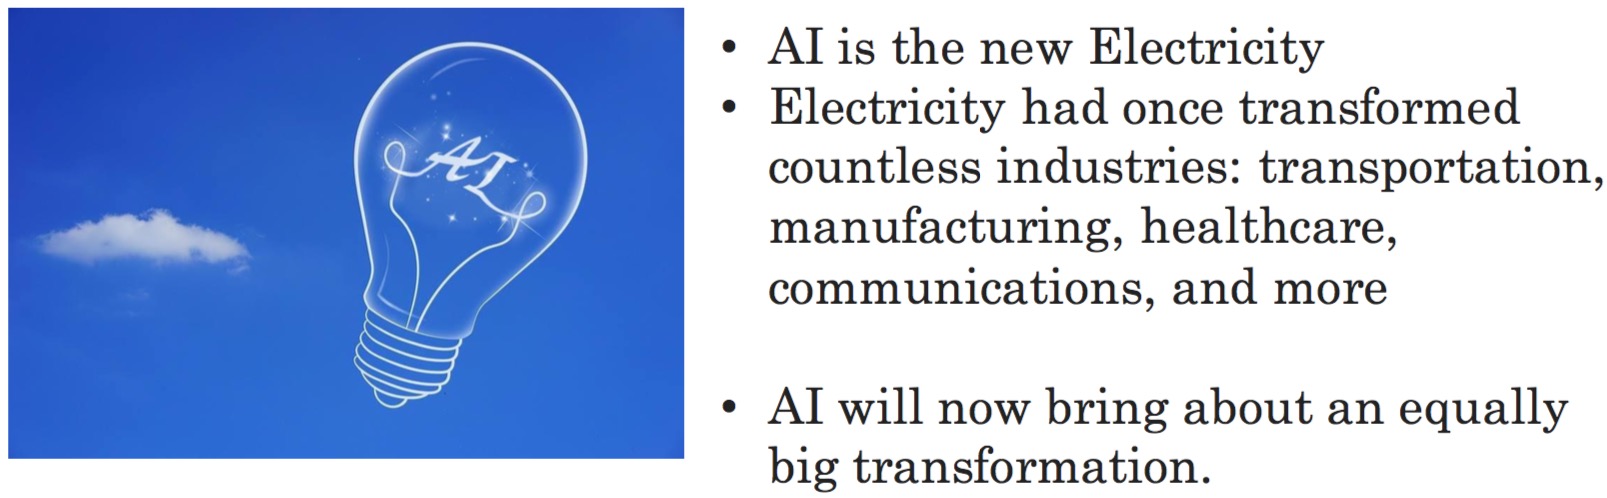 AI
• AI is the new Electricity
• Electricity had once transformed
countless industries: transportation,
manufacturing, healthcare,
communications, and more
• AI will now bring about an equally
big transformation.